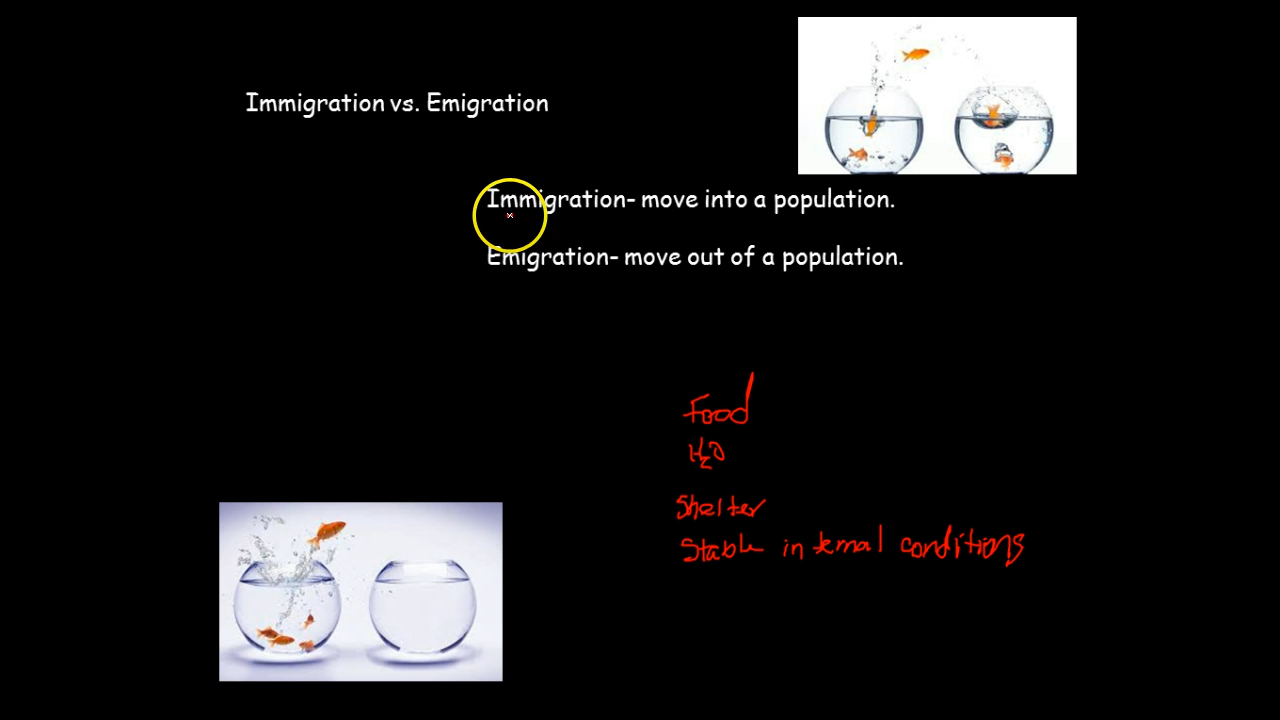 Immigration vs. Emigration
Immigration- move into a population.
Emigration- move out of a population.
Food
H₂O
Shelter
Stable internal conditions